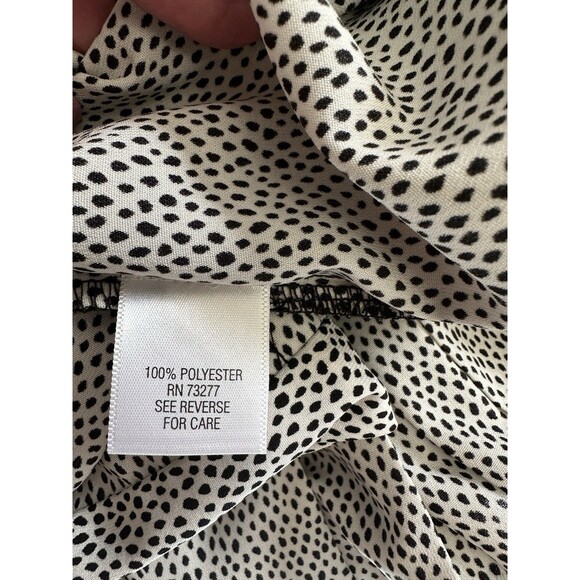 100% POLYESTER
RN 73277
SEE REVERSE
FOR CARE